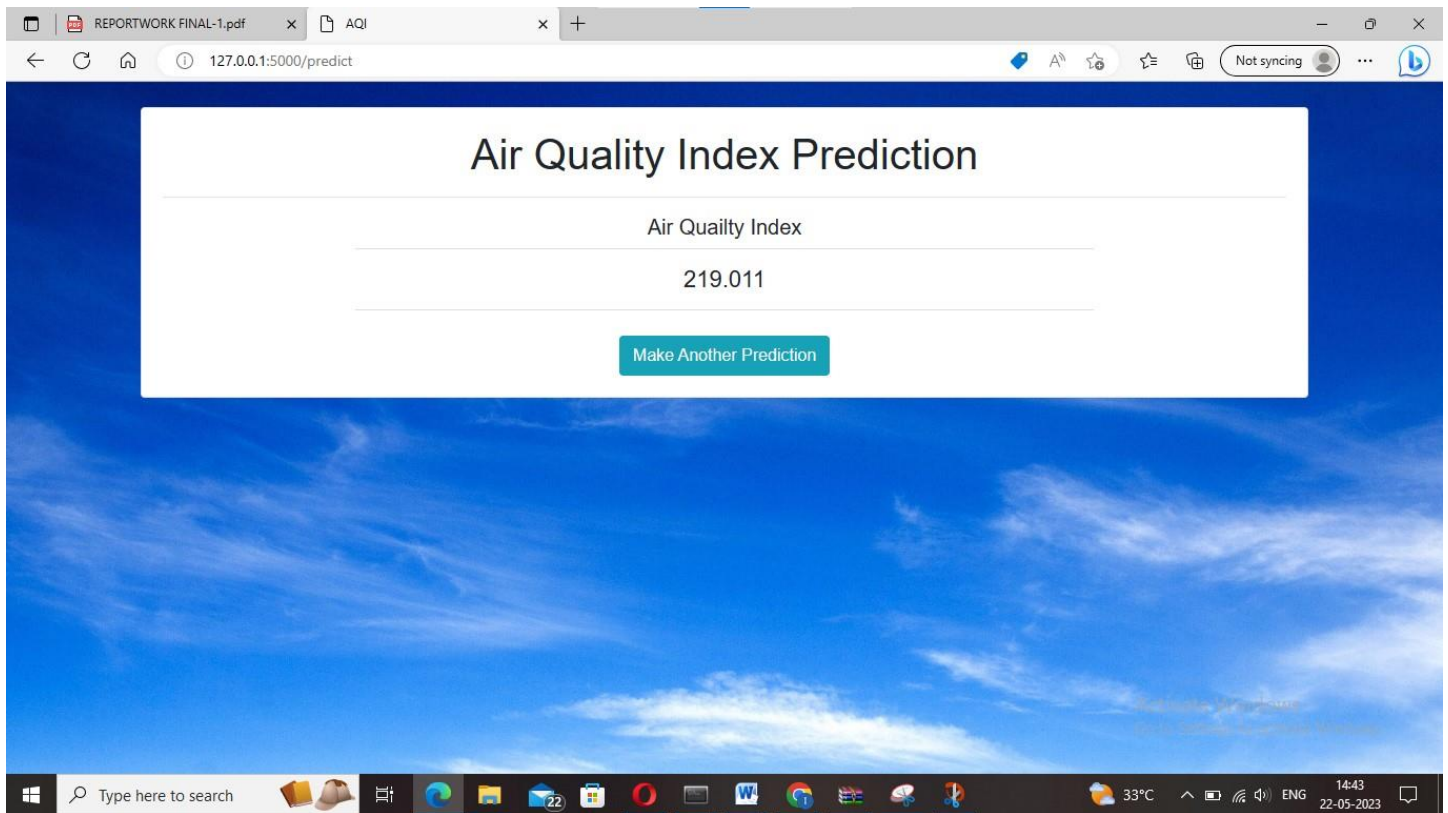 REPORTWORK FINAL-1.pdf
AQI
127.0.0.1:5000/predict
Not syncing
Air Quality Index Prediction
Air Quailty Index
219.011
Make Another Prediction
Type here to search
22
33°C
ENG
14:43
22-05-2023